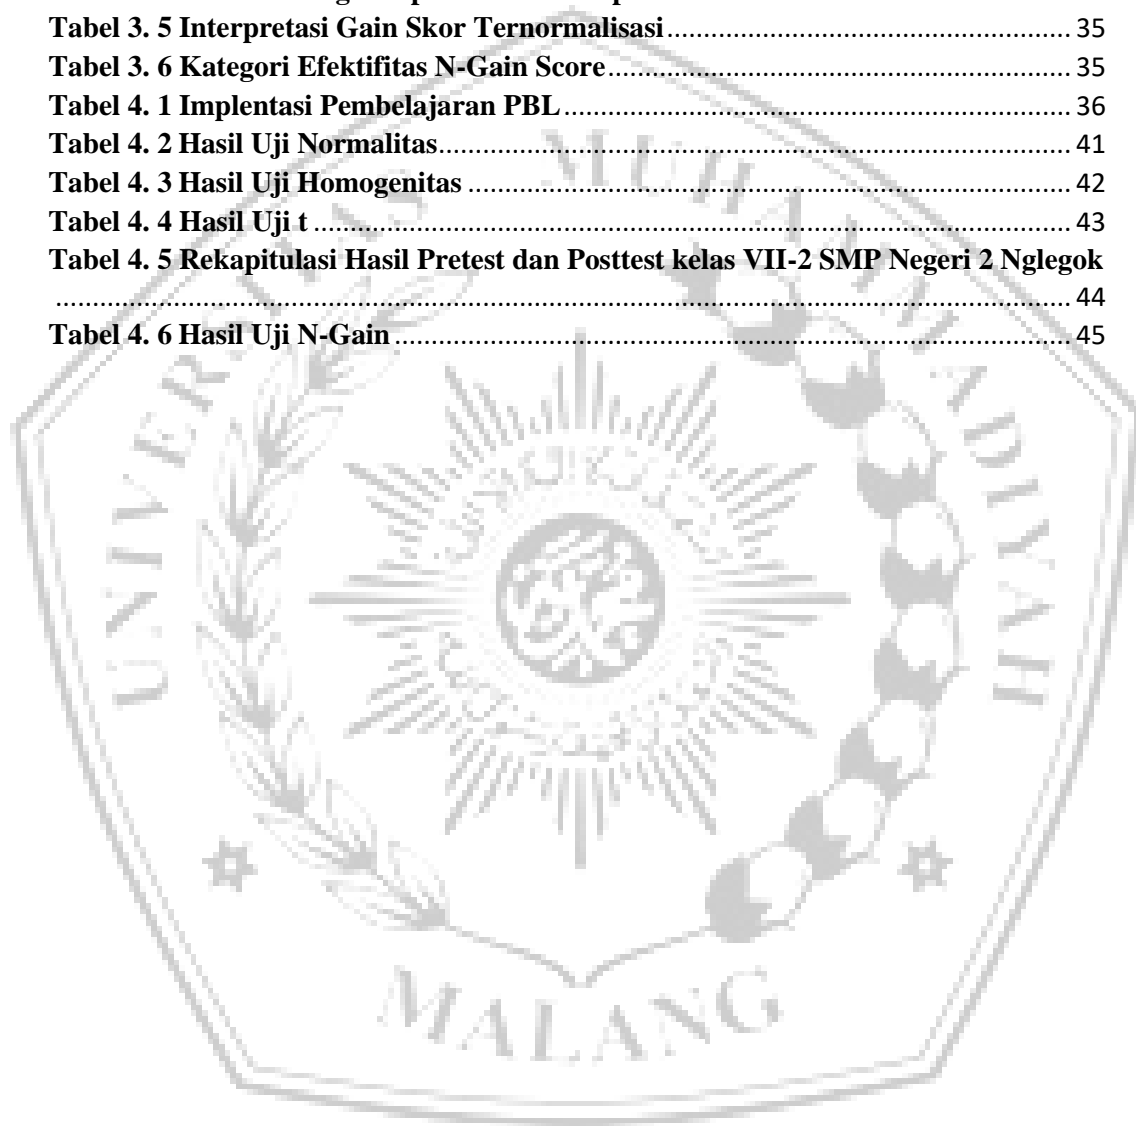 Tabel 3. 5 Interpretasi Gain Skor Ternormalisasi........................................................ 35
Tabel 3. 6 Kategori Efektifitas N-Gain Score................................................................ 35
Tabel 4. 1 Implentasi Pembelajaran PBL...................................................................... 36
Tabel 4. 2 Hasil Uji Normalitas....................................................................................... 41
Tabel 4. 3 Hasil Uji Homogenitas ................................................................................... 42
Tabel 4. 4 Hasil Uji t ........................................................................................................ 43
Tabel 4. 5 Rekapitulasi Hasil Pretest dan Posttest kelas VII-2 SMP Negeri 2 Nglegok
............................................................................................................................................ 44
Tabel 4. 6 Hasil Uji N-Gain ............................................................................................. 45
UNIVERSITAS MUHAMMADIYAH
MALANG